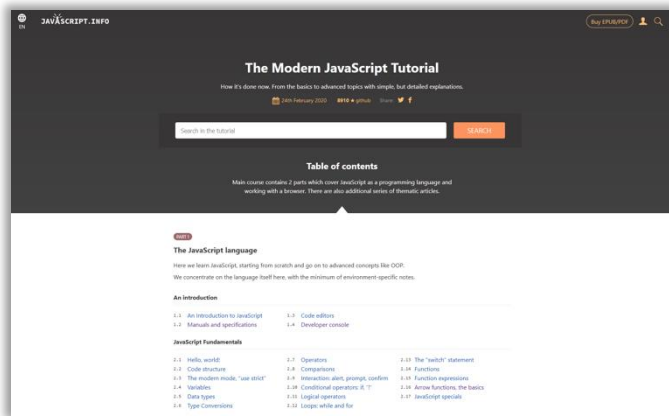 EN
JAVASCRIPT.INFO
Buy EPUB/PDF
The Modern JavaScript Tutorial
How it's done now. From the basics to advanced topics with simple, but detailed explanations.
24th February 2020 8910 ★ github Share:
Search in the tutorial
SEARCH
Table of contents
Main course contains 2 parts which cover JavaScript as a programming language and
working with a browser. There are also additional series of thematic articles.
PART 1
The JavaScript language
Here we learn JavaScript, starting from scratch and go on to advanced concepts like OOP.
We concentrate on the language itself here, with the minimum of environment-specific notes.
An introduction
1.1 An Introduction to JavaScript
1.2 Manuals and specifications
1.3 Code editors
1.4 Developer console
JavaScript Fundamentals
2.1 Hello, world!
2.2 Code structure
2.3 The modern mode, "use strict"
2.4 Variables
2.5 Data types
2.6 Type Conversions
2.7 Operators
2.8 Comparisons
2.9 Interaction: alert, prompt, confirm
2.10 Conditional operators: if, '?'
2.11 Logical operators
2.12 Loops: while and for
2.13 The "switch" statement
2.14 Functions
2.15 Function expressions
2.16 Arrow functions, the basics
2.17 JavaScript specials